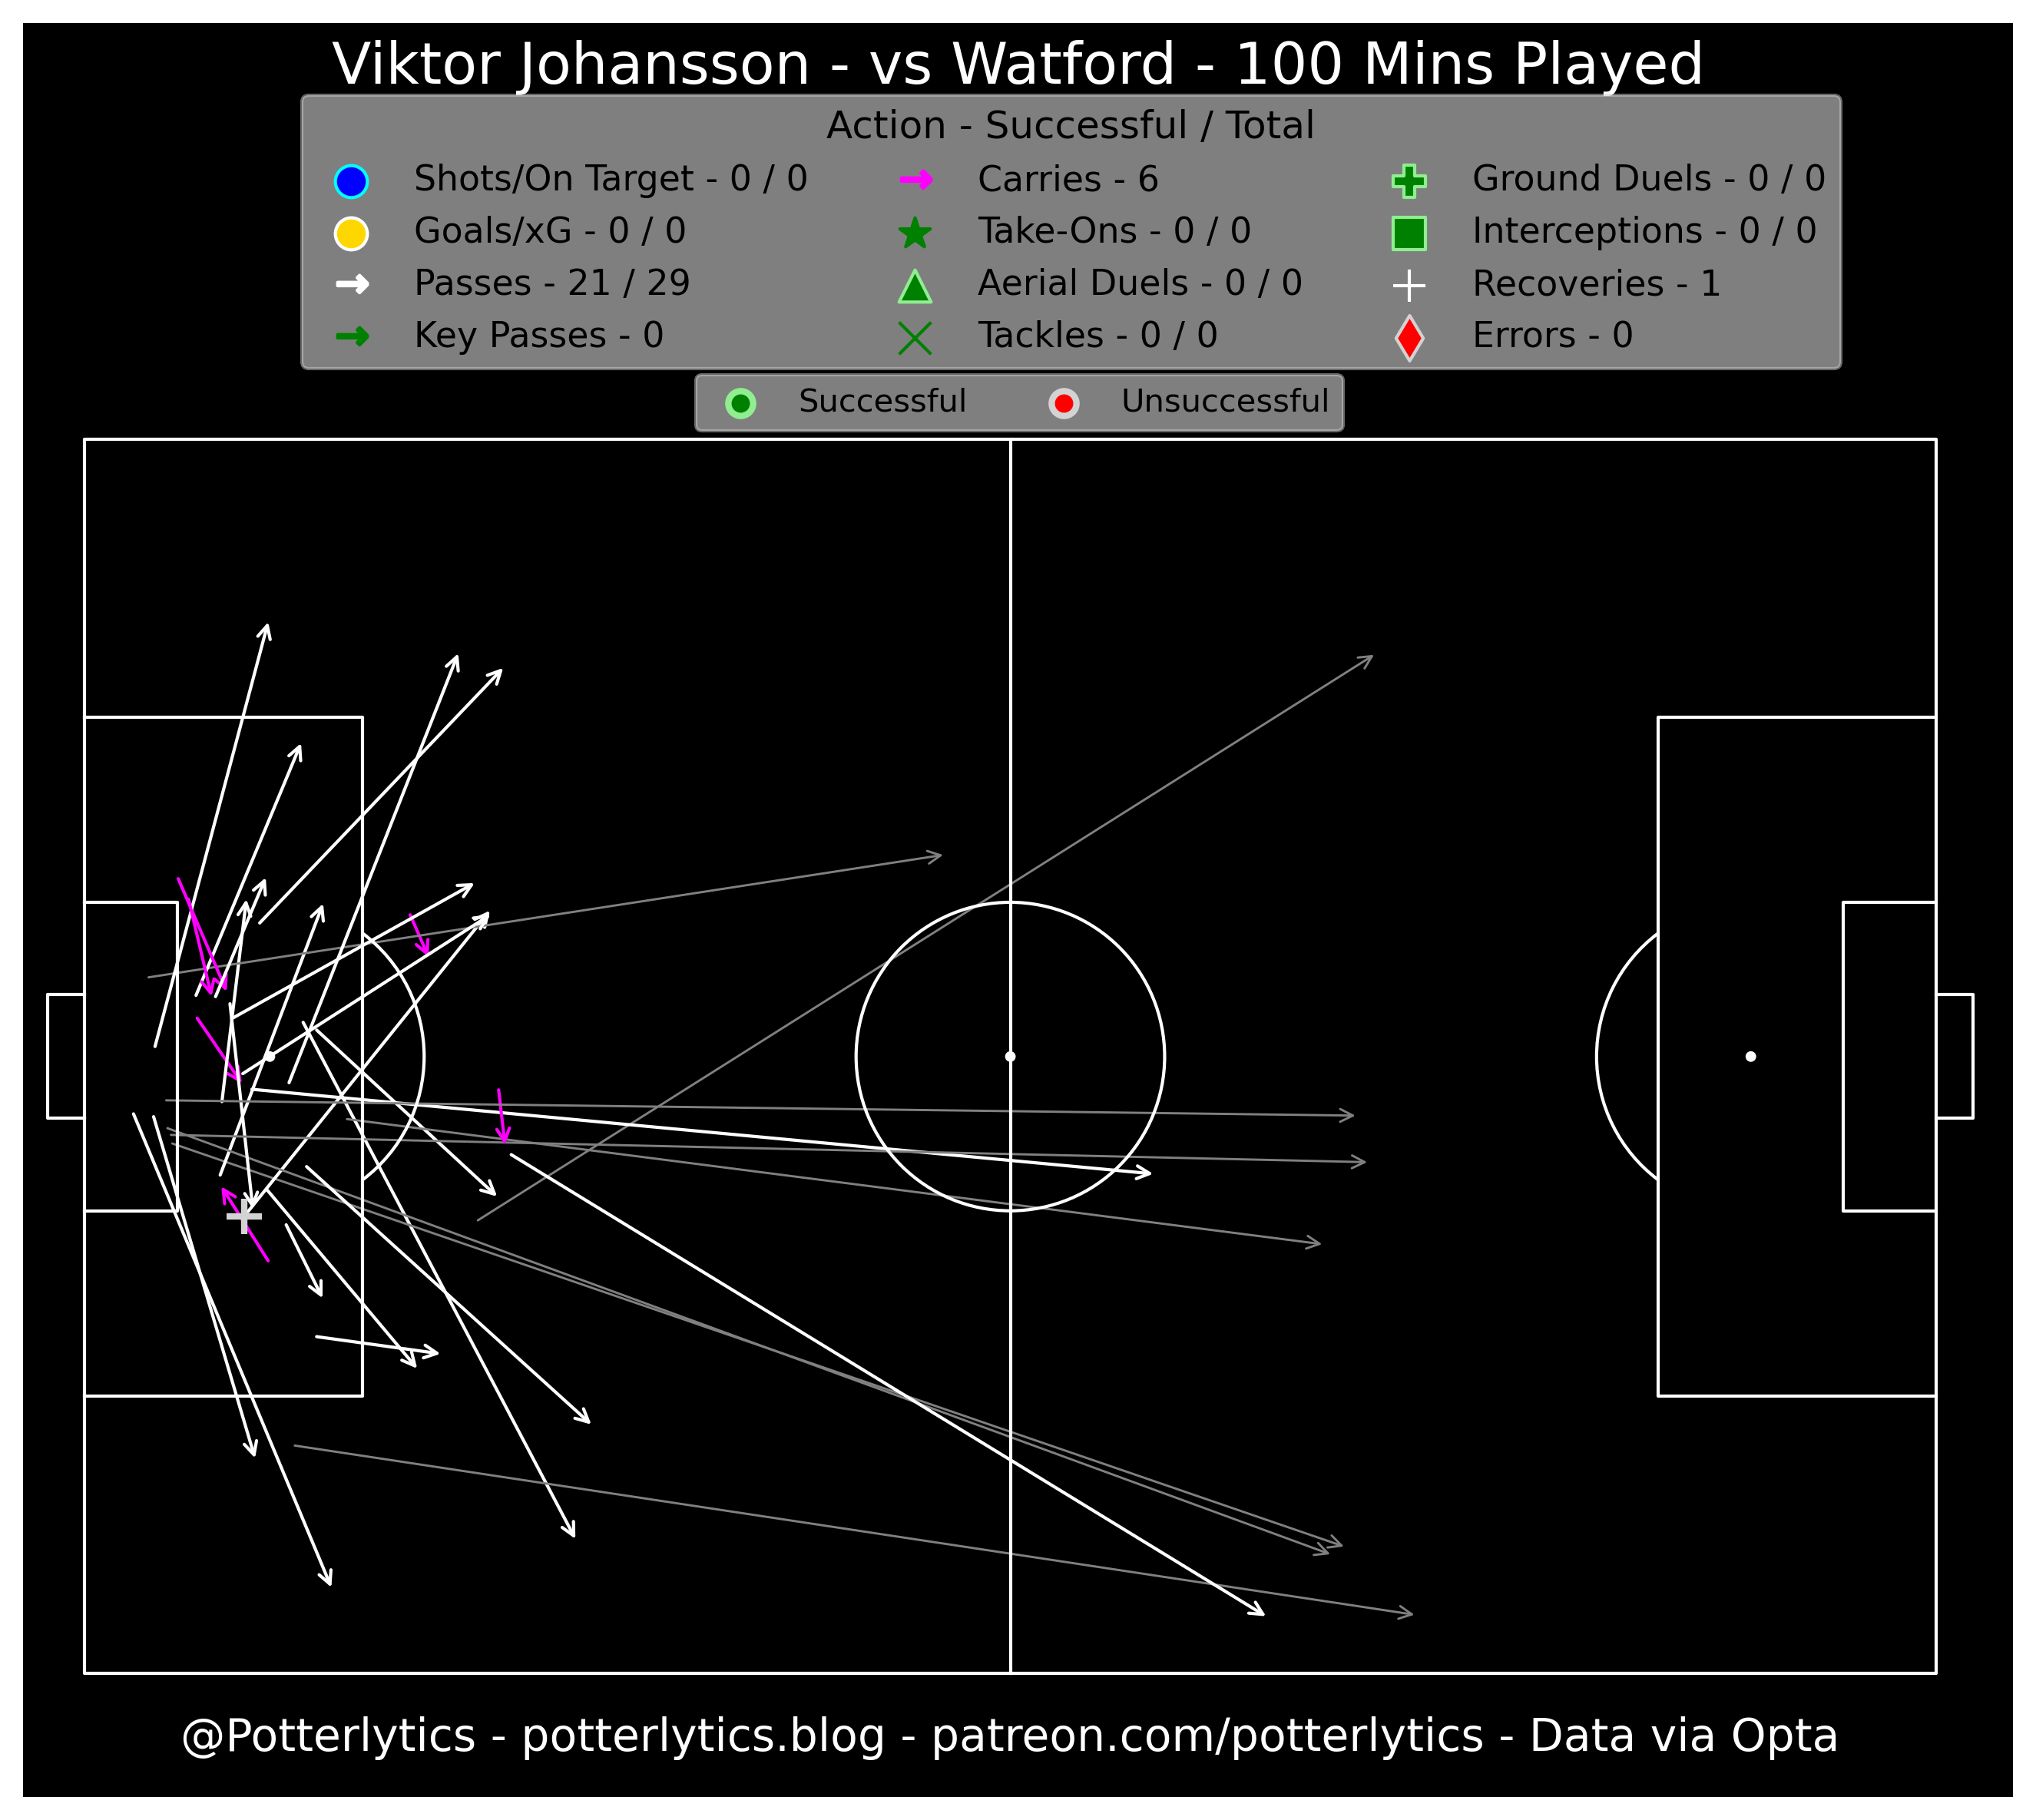 Viktor Johansson - vs Watford - 100 Mins Played
Action - Successful / Total
Shots/On Target - 0 / 0
Goals/xG - 0 / 0
Passes - 21 / 29
Key Passes - 0
Carries - 6
Take-Ons - 0 / 0
Aerial Duels - 0 / 0
Tackles - 0 / 0
Ground Duels - 0 / 0
Interceptions - 0 / 0
Recoveries - 1
Errors - 0
Successful
Unsuccessful
@Potterlytics - potterlytics.blog - patreon.com/potterlytics - Data via Opta